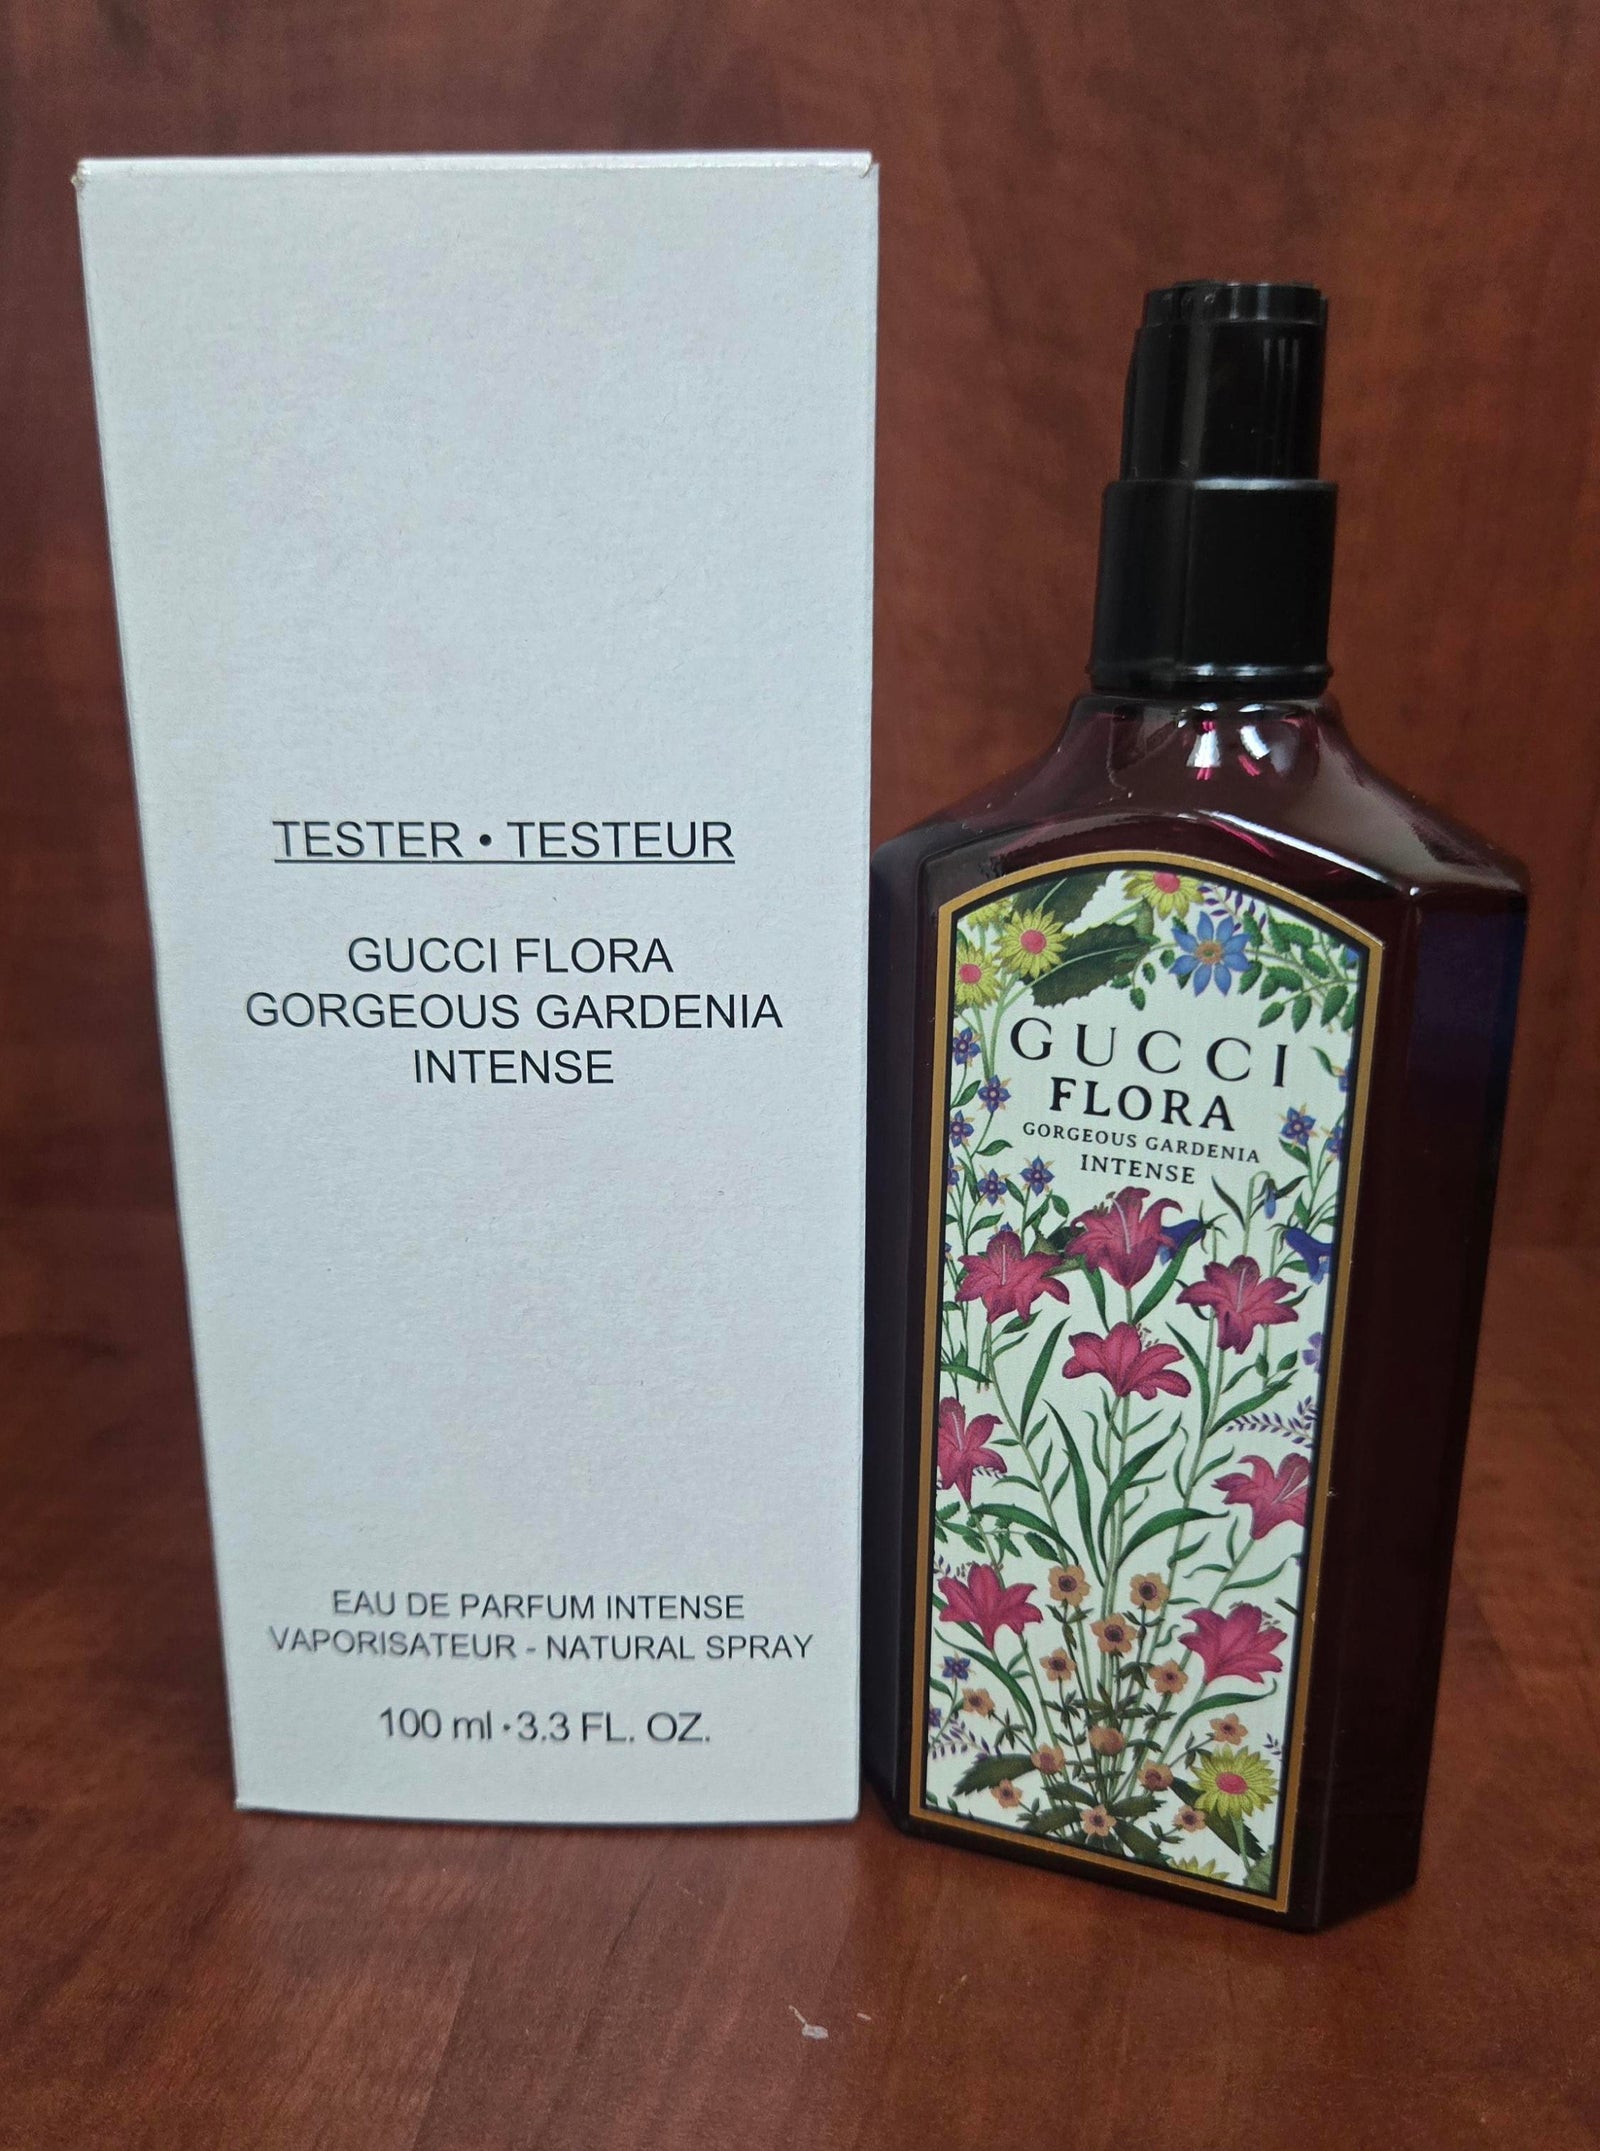 TESTER • TESTEUR
GUCCI FLORA
GORGEOUS GARDENIA
INTENSE
EAU DE PARFUM INTENSE
VAPORISATEUR - NATURAL SPRAY
100 ml • 3.3 FL. OZ.
GUCCI
FLORA
GORGEOUS GARDENIA
INTENSE